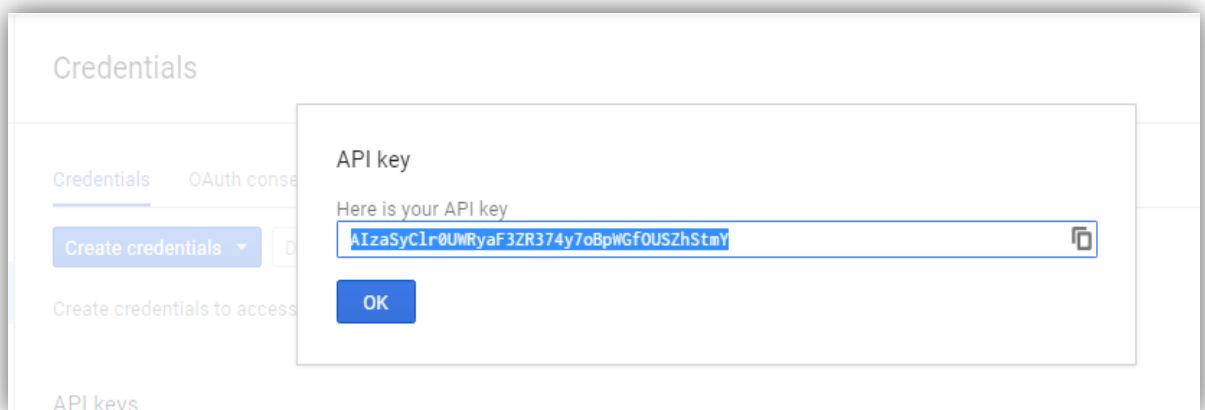 Credentials
API key
Credentials OAuth conse
Here is your API key
AIzaSyClr0UWRyaF3ZR374y7oBpWGfOUSZhStmY
Create credentials D
OK
Create credentials to access
API keys